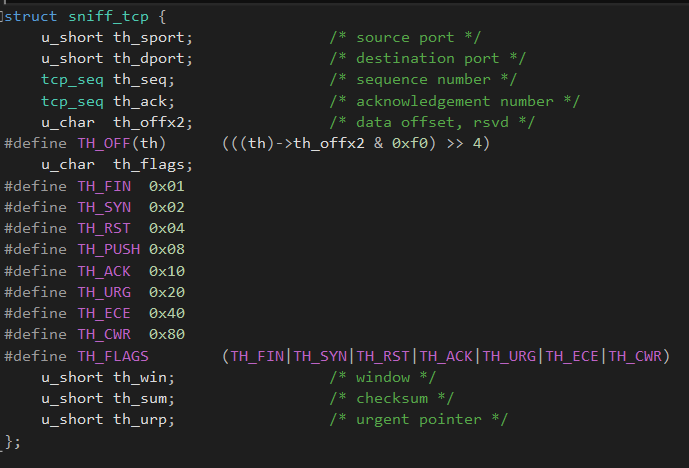 struct sniff_tcp {
    u_short th_sport;               /* source port */
    u_short th_dport;               /* destination port */
    tcp_seq th_seq;                 /* sequence number */
    tcp_seq th_ack;                 /* acknowledgement number */
    u_char  th_offx2;               /* data offset, rsvd */
#define TH_OFF(th)      (((th)->th_offx2 & 0xf0) >> 4)
    u_char  th_flags;
#define TH_FIN  0x01
#define TH_SYN  0x02
#define TH_RST  0x04
#define TH_PUSH 0x08
#define TH_ACK  0x10
#define TH_URG  0x20
#define TH_ECE  0x40
#define TH_CWR  0x80
#define TH_FLAGS        (TH_FIN|TH_SYN|TH_RST|TH_ACK|TH_URG|TH_ECE|TH_CWR)
    u_short th_win;                 /* window */
    u_short th_sum;                 /* checksum */
    u_short th_urp;                 /* urgent pointer */
};